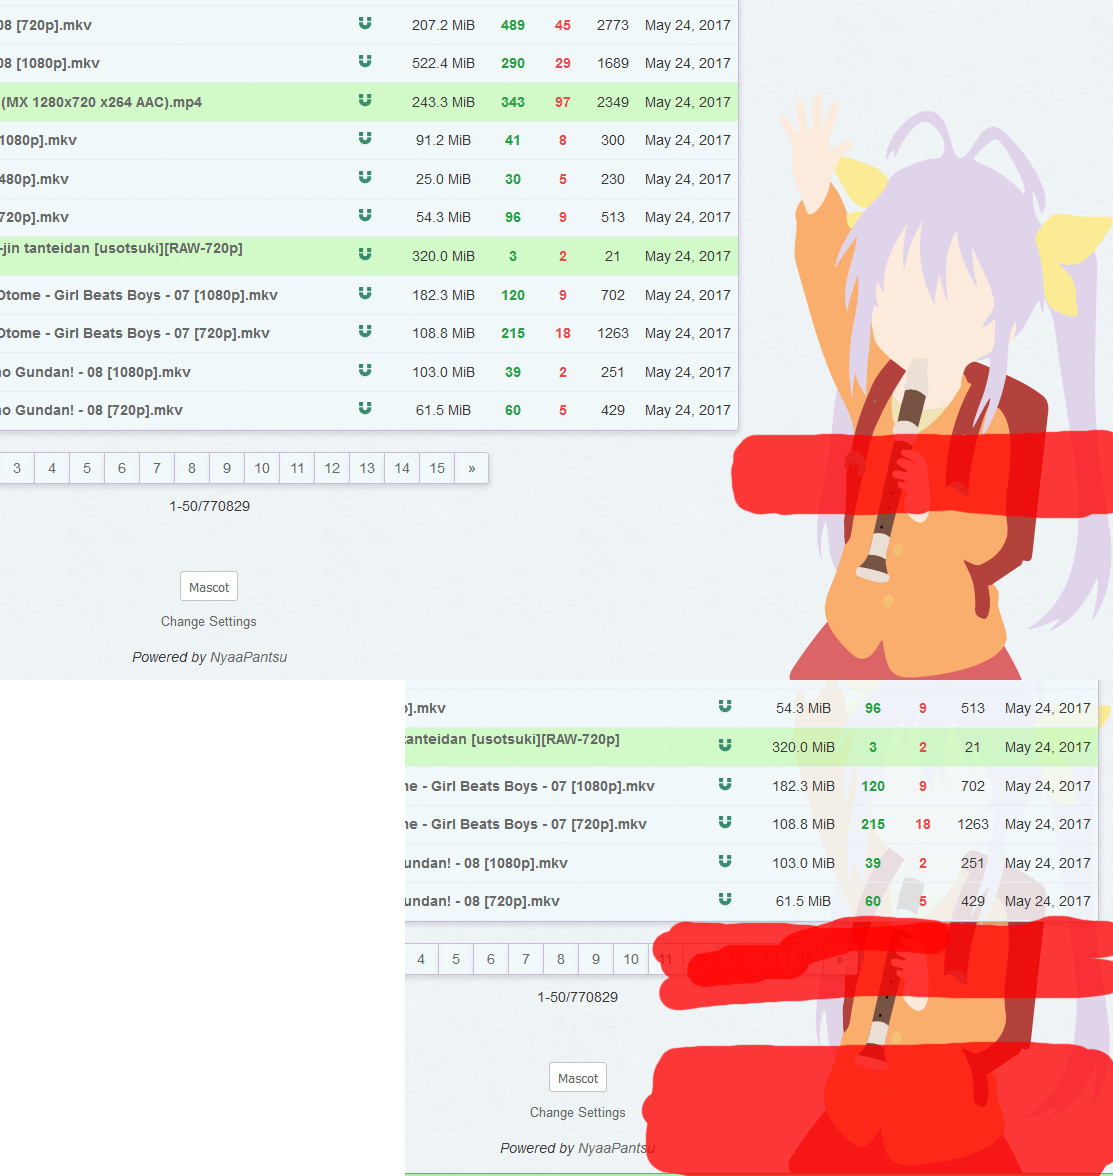 08 [720p].mkv 207.2 MiB 489 45 2773 May 24, 2017
08 [1080p].mkv 522.4 MiB 290 29 1689 May 24, 2017
(MX 1280x720 x264 AAC).mp4 243.3 MiB 343 97 2349 May 24, 2017
1080p].mkv 91.2 MiB 41 8 300 May 24, 2017
480p].mkv 25.0 MiB 30 5 230 May 24, 2017
720p].mkv 54.3 MiB 96 9 513 May 24, 2017
-jin tanteidan [usotsuki][RAW-720p] 320.0 MiB 3 2 21 May 24, 2017
Otome - Girl Beats Boys - 07 [1080p].mkv 182.3 MiB 120 9 702 May 24, 2017
Otome - Girl Beats Boys - 07 [720p].mkv 108.8 MiB 215 18 1263 May 24, 2017
o Gundan! - 08 [1080p].mkv 103.0 MiB 39 2 251 May 24, 2017
o Gundan! - 08 [720p].mkv 61.5 MiB 60 5 429 May 24, 2017
3 4 5 6 7 8 9 10 11 12 13 14 15 »
1-50/770829
Mascot
Change Settings
Powered by NyaaPantsu
p].mkv 54.3 MiB 96 9 513 May 24, 2017
tanteidan [usotsuki][RAW-720p] 320.0 MiB 3 2 21 May 24, 2017
me - Girl Beats Boys - 07 [1080p].mkv 182.3 MiB 120 9 702 May 24, 2017
me - Girl Beats Boys - 07 [720p].mkv 108.8 MiB 215 18 1263 May 24, 2017
undan! - 08 [1080p].mkv 103.0 MiB 39 2 251 May 24, 2017
undan! - 08 [720p].mkv 61.5 MiB 60 5 429 May 24, 2017
4 5 6 7 8 9 10 11 12 13 14 15 »
1-50/770829
Mascot
Change Settings
Powered by NyaaPantsu